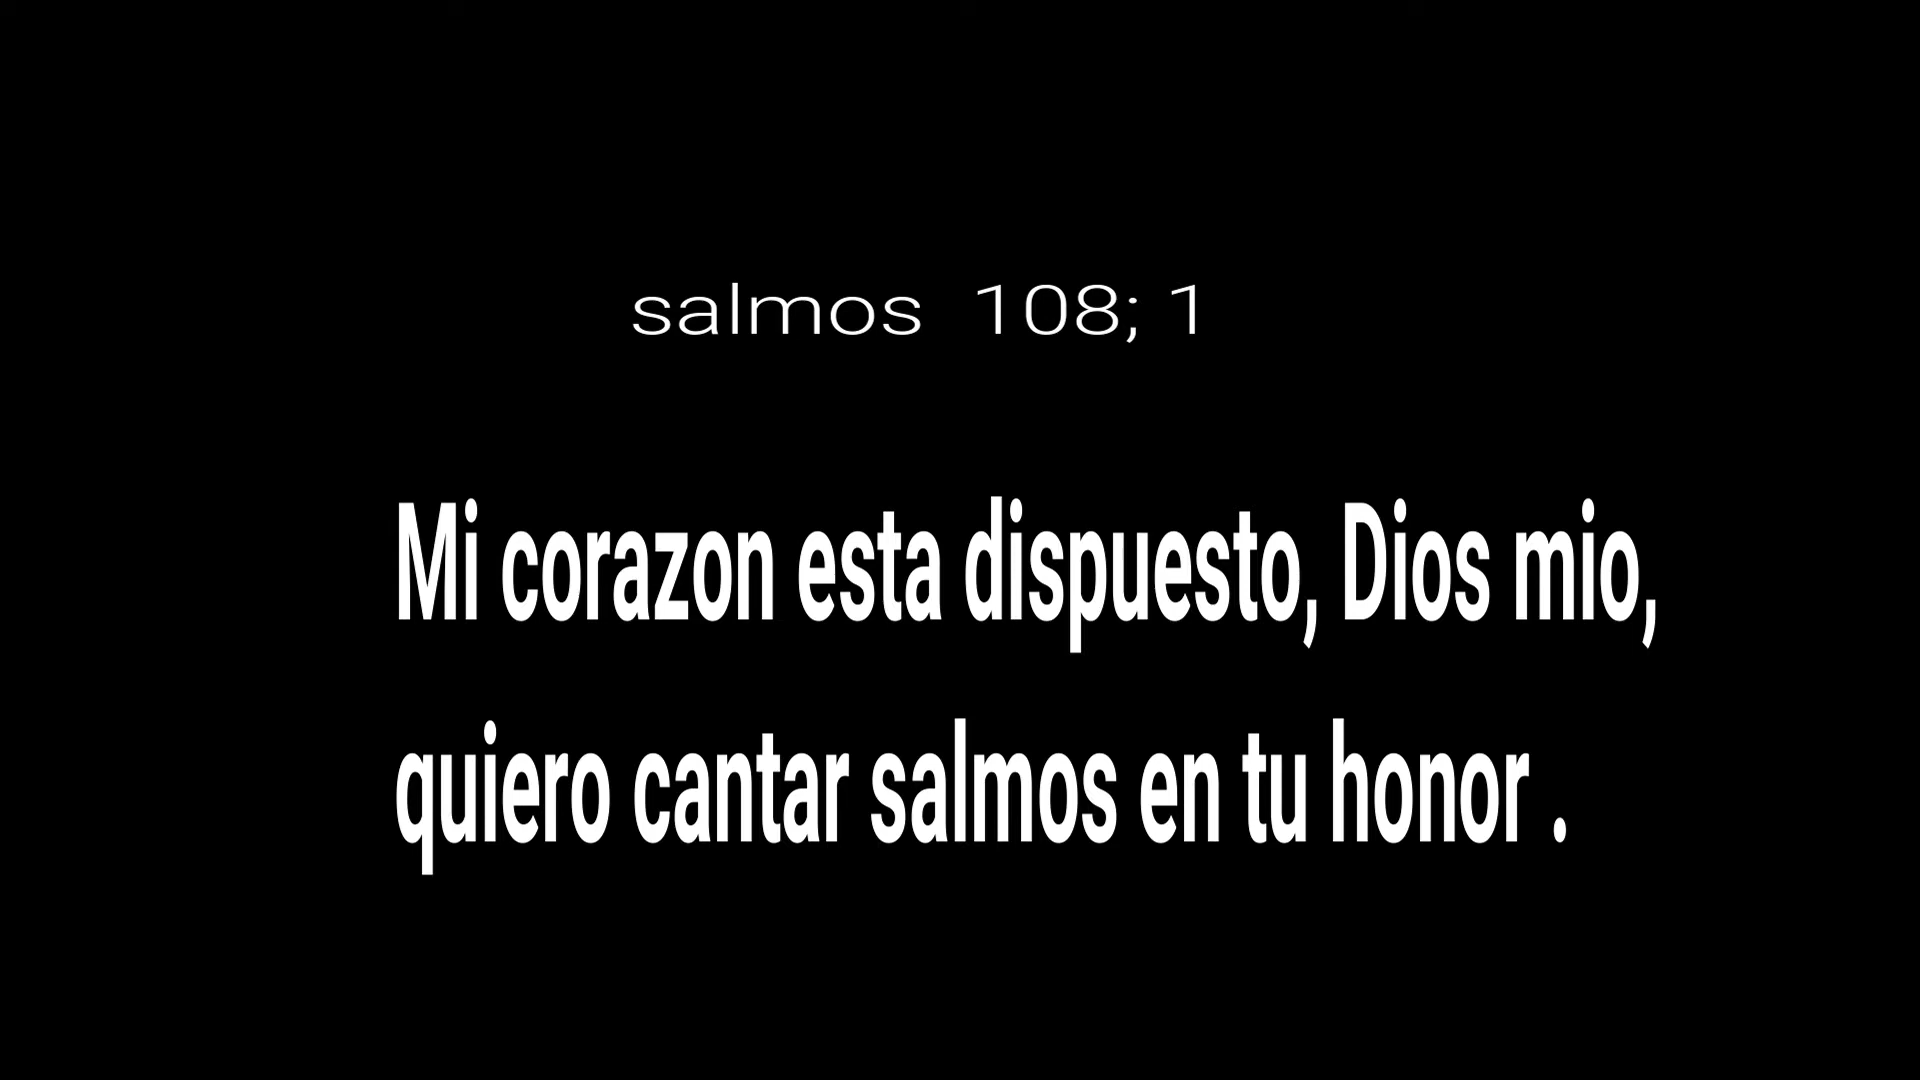 salmos 108; 1
Mi corazon esta dispuesto, Dios mio,
quiero cantar salmos en tu honor .